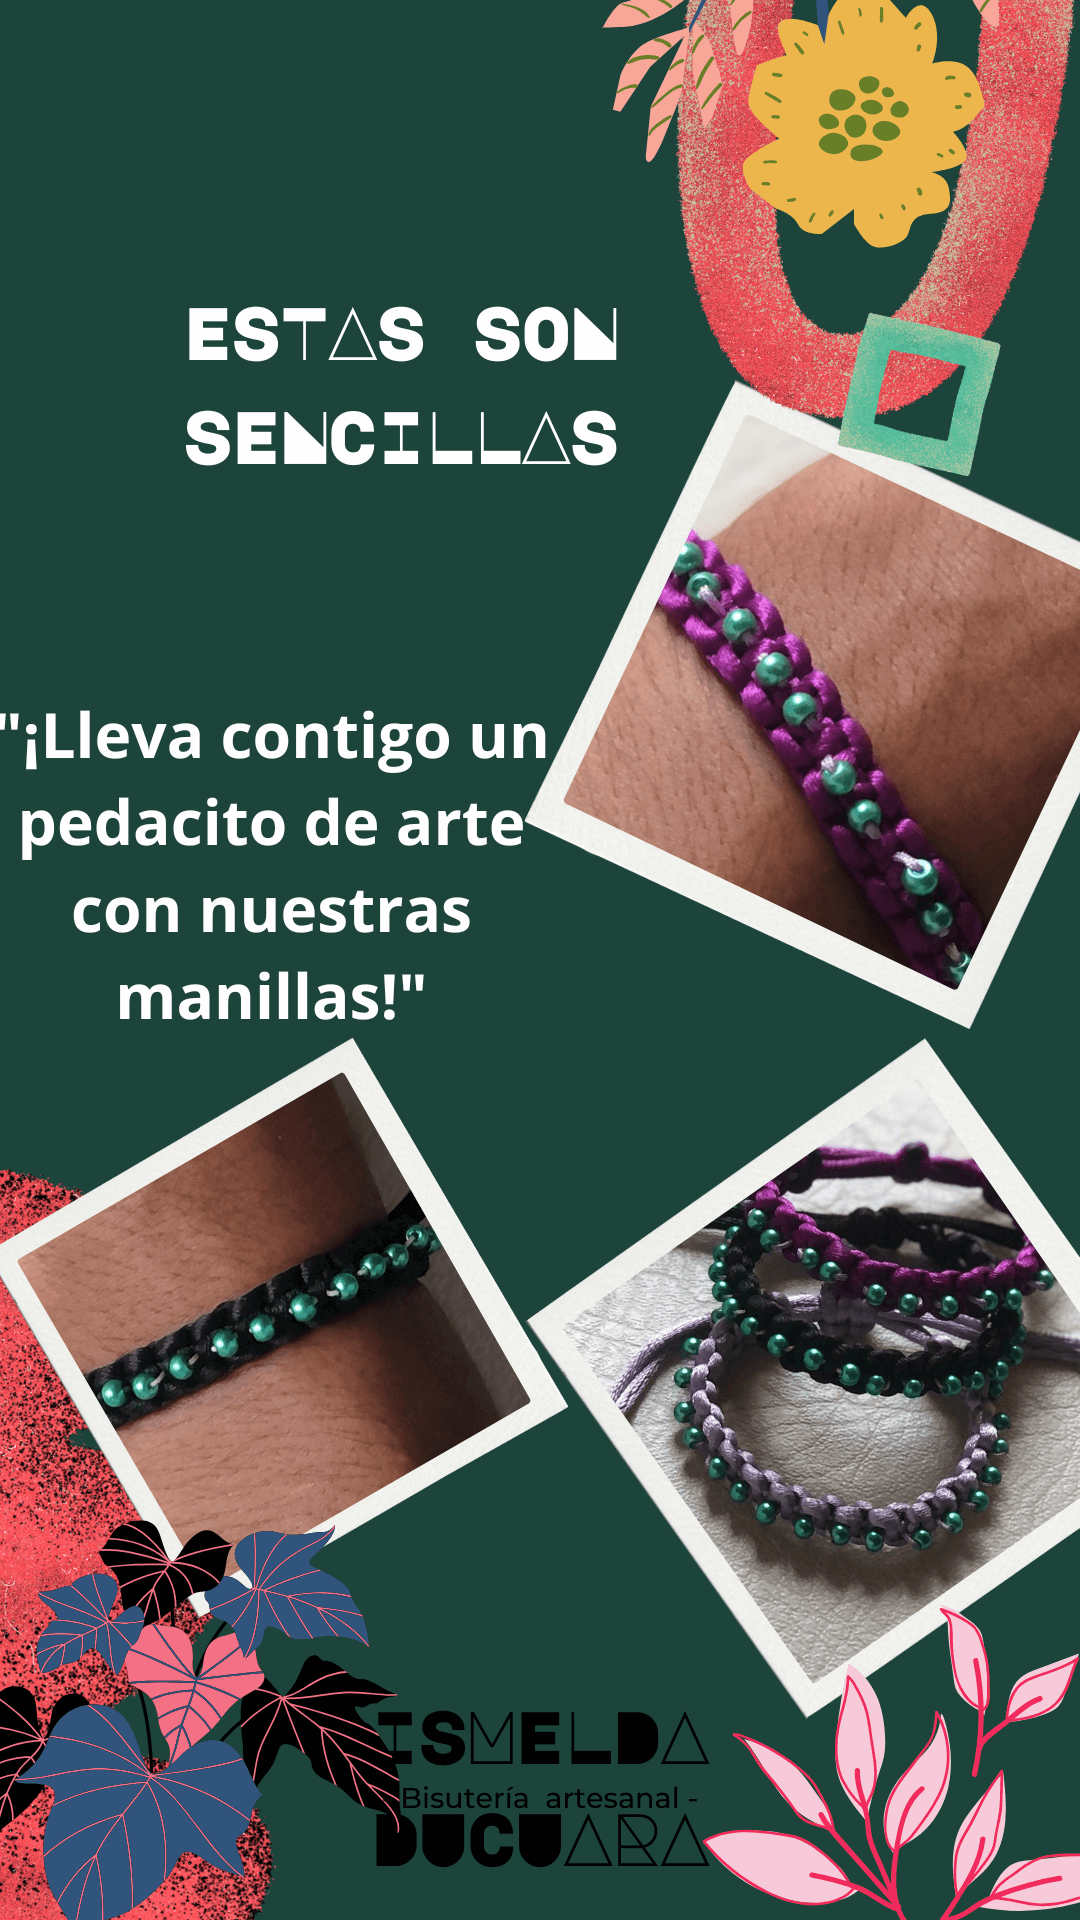 ESTAS SON
SENCILLAS
"¡Lleva contigo un
pedacito de arte
con nuestras
manillas!"
ISMELDA
Bisutería artesanal -
DUCUARA